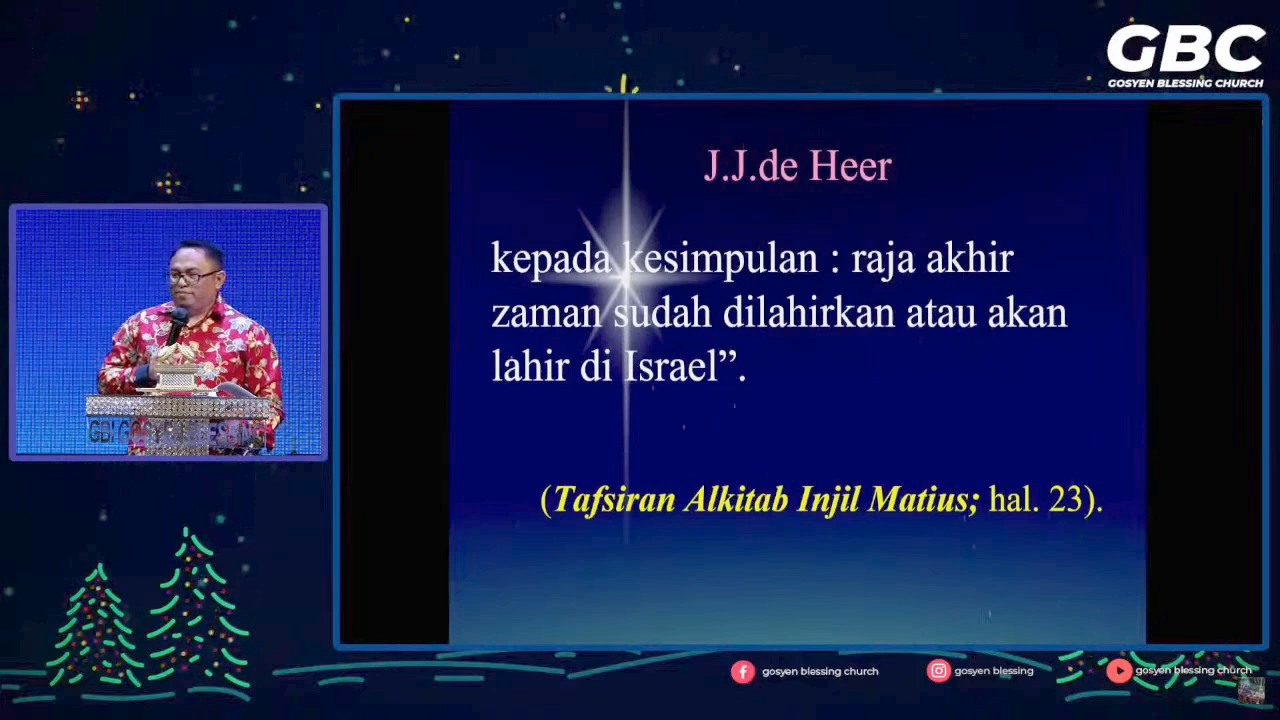 GBC
GOSYEN BLESSING CHURCH
J.J.de Heer
kepada kesimpulan : raja akhir
zaman sudah dilahirkan atau akan
lahir di Israel”.
(Tafsiran Alkitab Injil Matius; hal. 23).
gosyen blessing church
gosyen blessing
gosyen blessing church